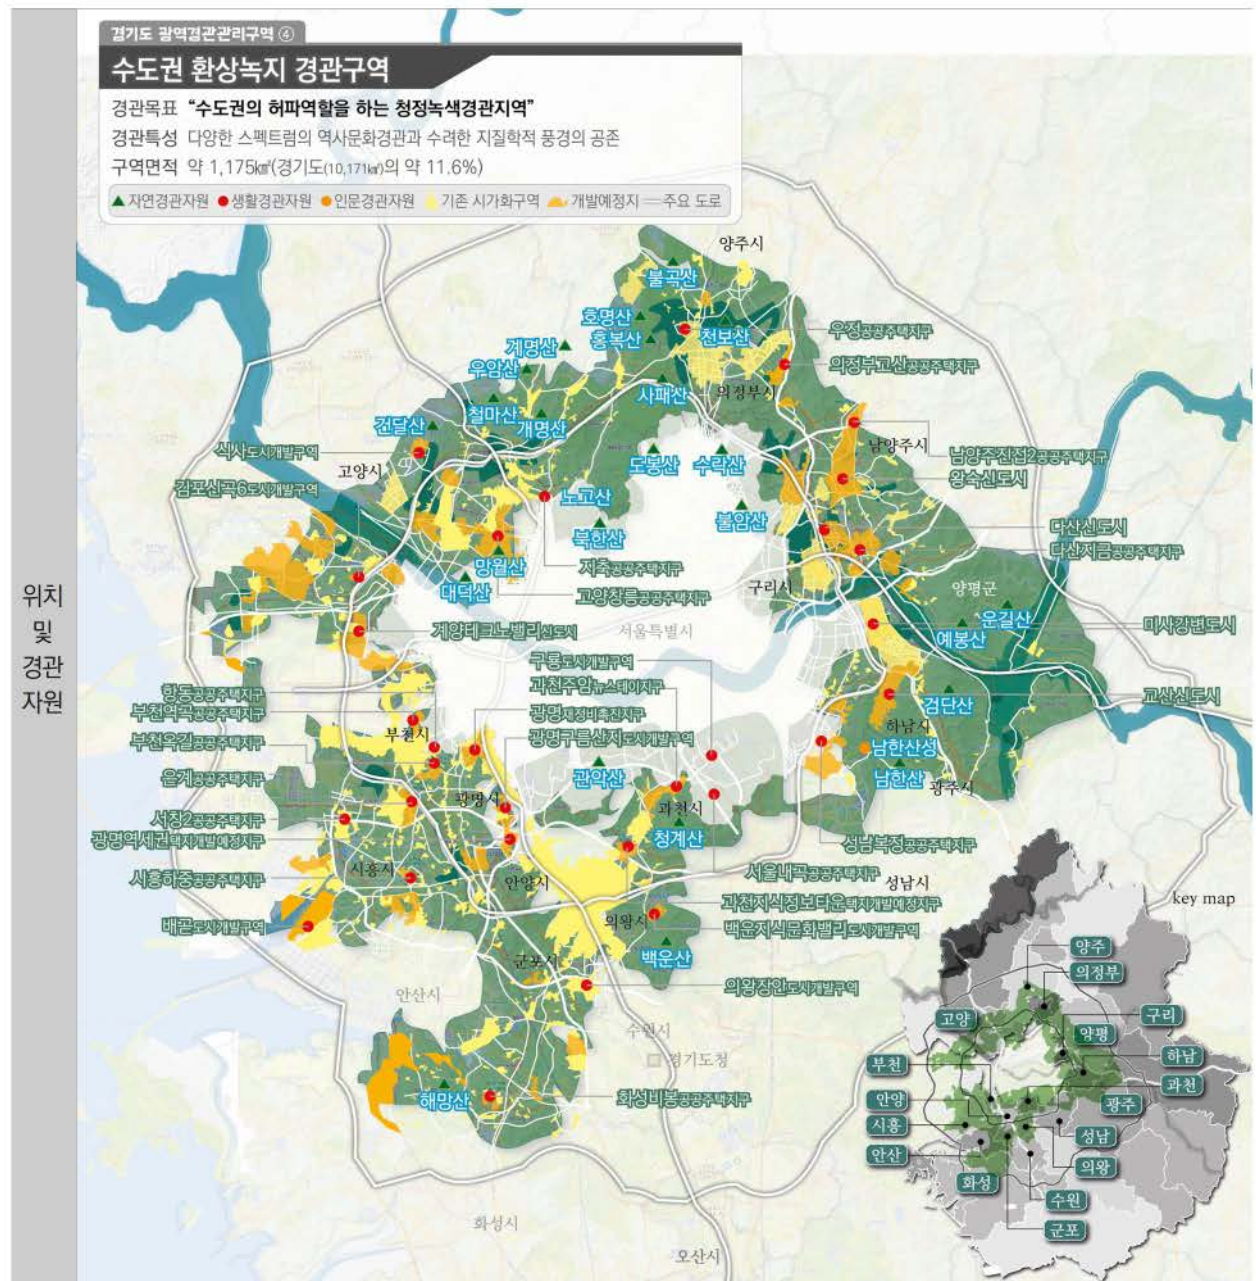 경기도 광역경관관리구역 ④
수도권 환상녹지 경관구역
경관목표 “수도권의 허파역할을 하는 청정녹색경관지역”
경관특성 다양한 스펙트럼의 역사문화경관과 수려한 지질학적 풍경의 공존
구역면적 약 1,175㎢(경기도(10,171㎢)의 약 11.6%)
자연경관자원 생활경관자원 인문경관자원 기존 시가화구역 개발예정지 주요 도로
위치
및
경관
자원
양주시
불곡산
호명산
홍복산
천보산
우정공공주택지구
계명산
의정부고산공공주택지구
우암산
사패산
의정부시
철마산
개명산
건달산
남양주시
식사도시개발구역
고양시
도봉산
수락산
남양주진접2공공주택지구
왕숙신도시
김포신곡6도시개발구역
노고산
불암산
북한산
다산신도시
다산지금공공주택지구
망월산
지축공공주택지구
대덕산
고양창릉공공주택지구
구리시
양평군
운길산
예봉산
미사강변도시
계양테크노밸리신도시
서울특별시
구룡도시개발구역
과천주암뉴스테이지구
항동공공주택지구
부천역곡공공주택지구
광명재정비촉진지구
검단산
교산신도시
부천시
광명구름산지도시개발구역
하남시
부천옥길공공주택지구
남한산성
은계공공주택지구
관악산
남한산
광명시
과천시
광주시
서창2공공주택지구
청계산
광명역세권택지개발예정지구
성남복정공공주택지구
시흥하중공공주택지구
시흥시
안양시
서울내곡공공주택지구
성남시
과천지식정보타운택지개발예정지구
배곧도시개발구역
의왕시
백운지식문화밸리도시개발구역
백운산
군포시
의왕장안도시개발구역
안산시
수원시
경기도청
해망산
화성비봉공공주택지구
화성시
오산시
key map
양주
의정부
고양
구리
양평
하남
부천
과천
안양
광주
시흥
성남
안산
의왕
화성
수원
군포